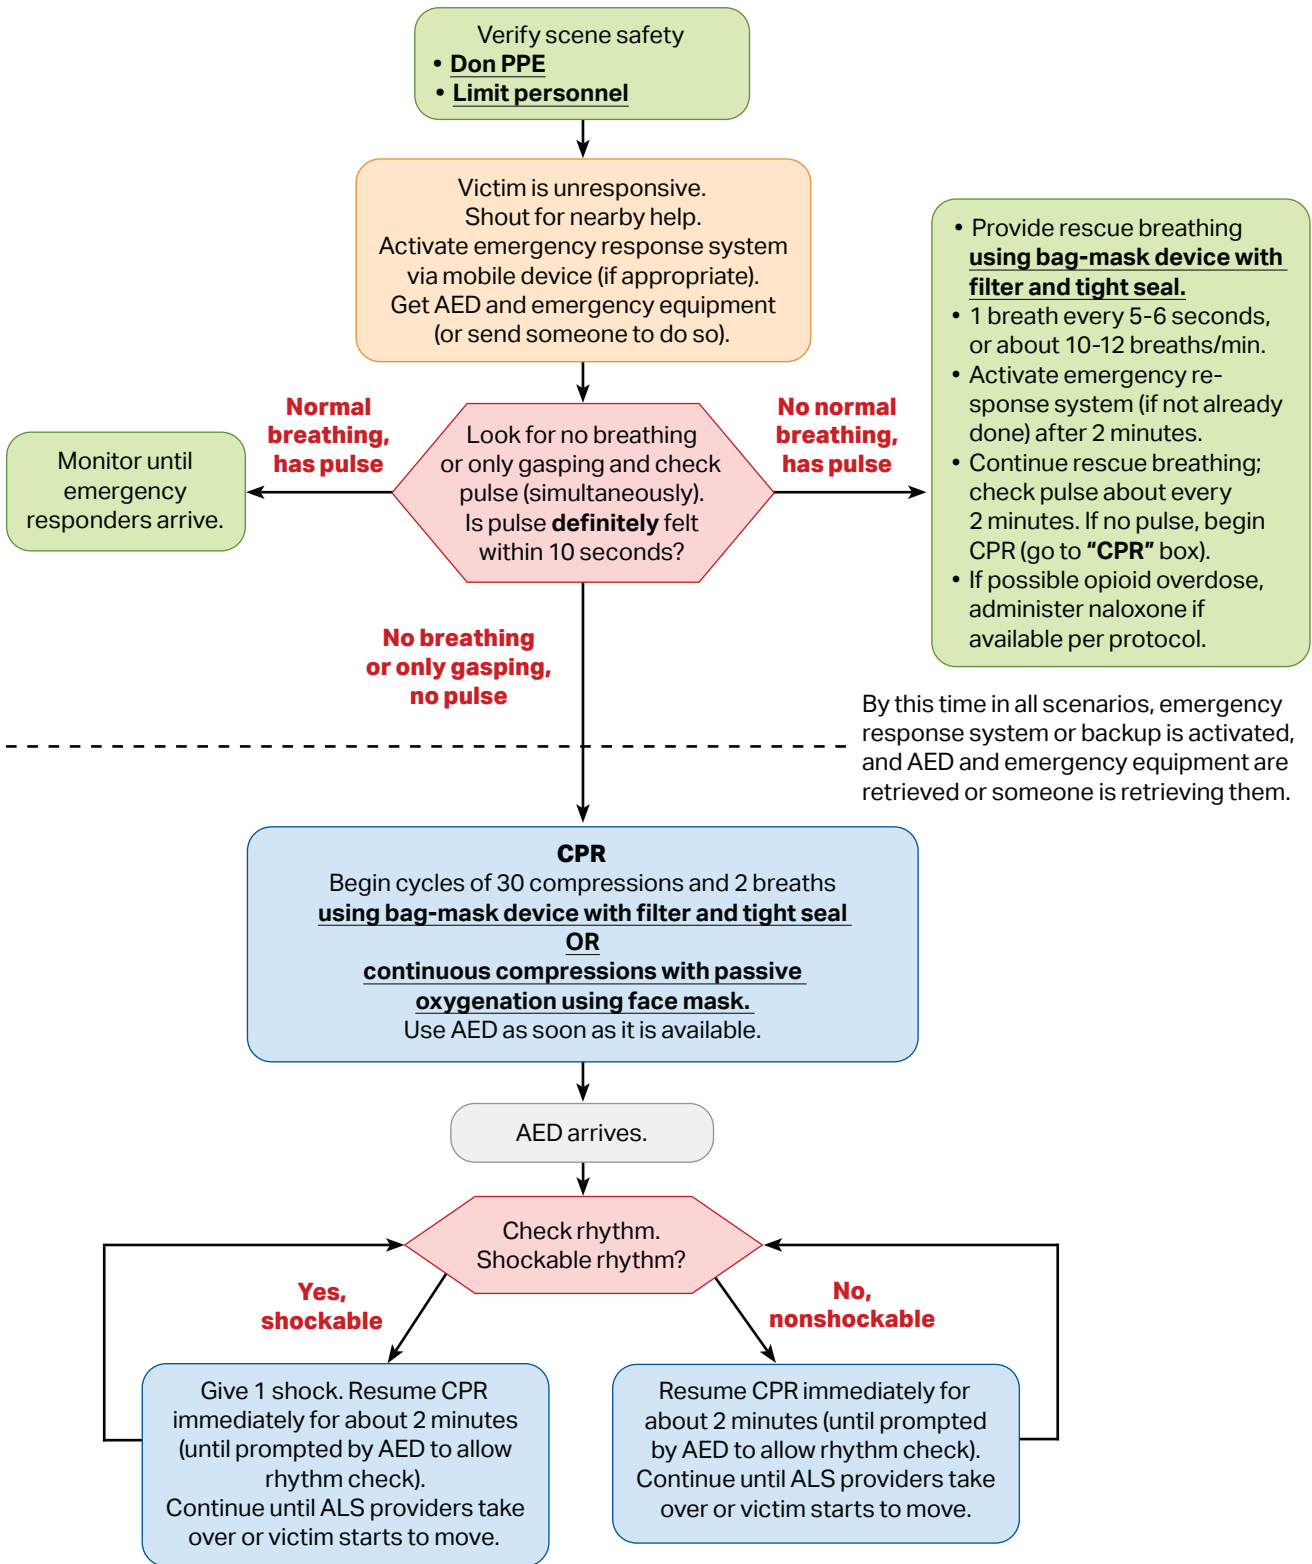 Verify scene safety
• Don PPE
• Limit personnel
Victim is unresponsive.
Shout for nearby help.
Activate emergency response system
via mobile device (if appropriate).
Get AED and emergency equipment
(or send someone to do so).
Normal
breathing,
has pulse
Look for no breathing
or only gasping and check
pulse (simultaneously).
Is pulse definitely felt
within 10 seconds?
No normal
breathing,
has pulse
Monitor until
emergency
responders arrive.
• Provide rescue breathing
using bag-mask device with
filter and tight seal.
• 1 breath every 5-6 seconds,
or about 10-12 breaths/min.
• Activate emergency re-
sponse system (if not already
done) after 2 minutes.
• Continue rescue breathing;
check pulse about every
2 minutes. If no pulse, begin
CPR (go to "CPR" box).
• If possible opioid overdose,
administer naloxone if
available per protocol.
No breathing
or only gasping,
no pulse
By this time in all scenarios, emergency
response system or backup is activated,
and AED and emergency equipment are
retrieved or someone is retrieving them.
CPR
Begin cycles of 30 compressions and 2 breaths
using bag-mask device with filter and tight seal
OR
continuous compressions with passive
oxygenation using face mask.
Use AED as soon as it is available.
AED arrives.
Check rhythm.
Shockable rhythm?
Yes,
shockable
No,
nonshockable
Give 1 shock. Resume CPR
immediately for about 2 minutes
(until prompted by AED to allow
rhythm check).
Continue until ALS providers take
over or victim starts to move.
Resume CPR immediately for
about 2 minutes (until prompted
by AED to allow rhythm check).
Continue until ALS providers take
over or victim starts to move.